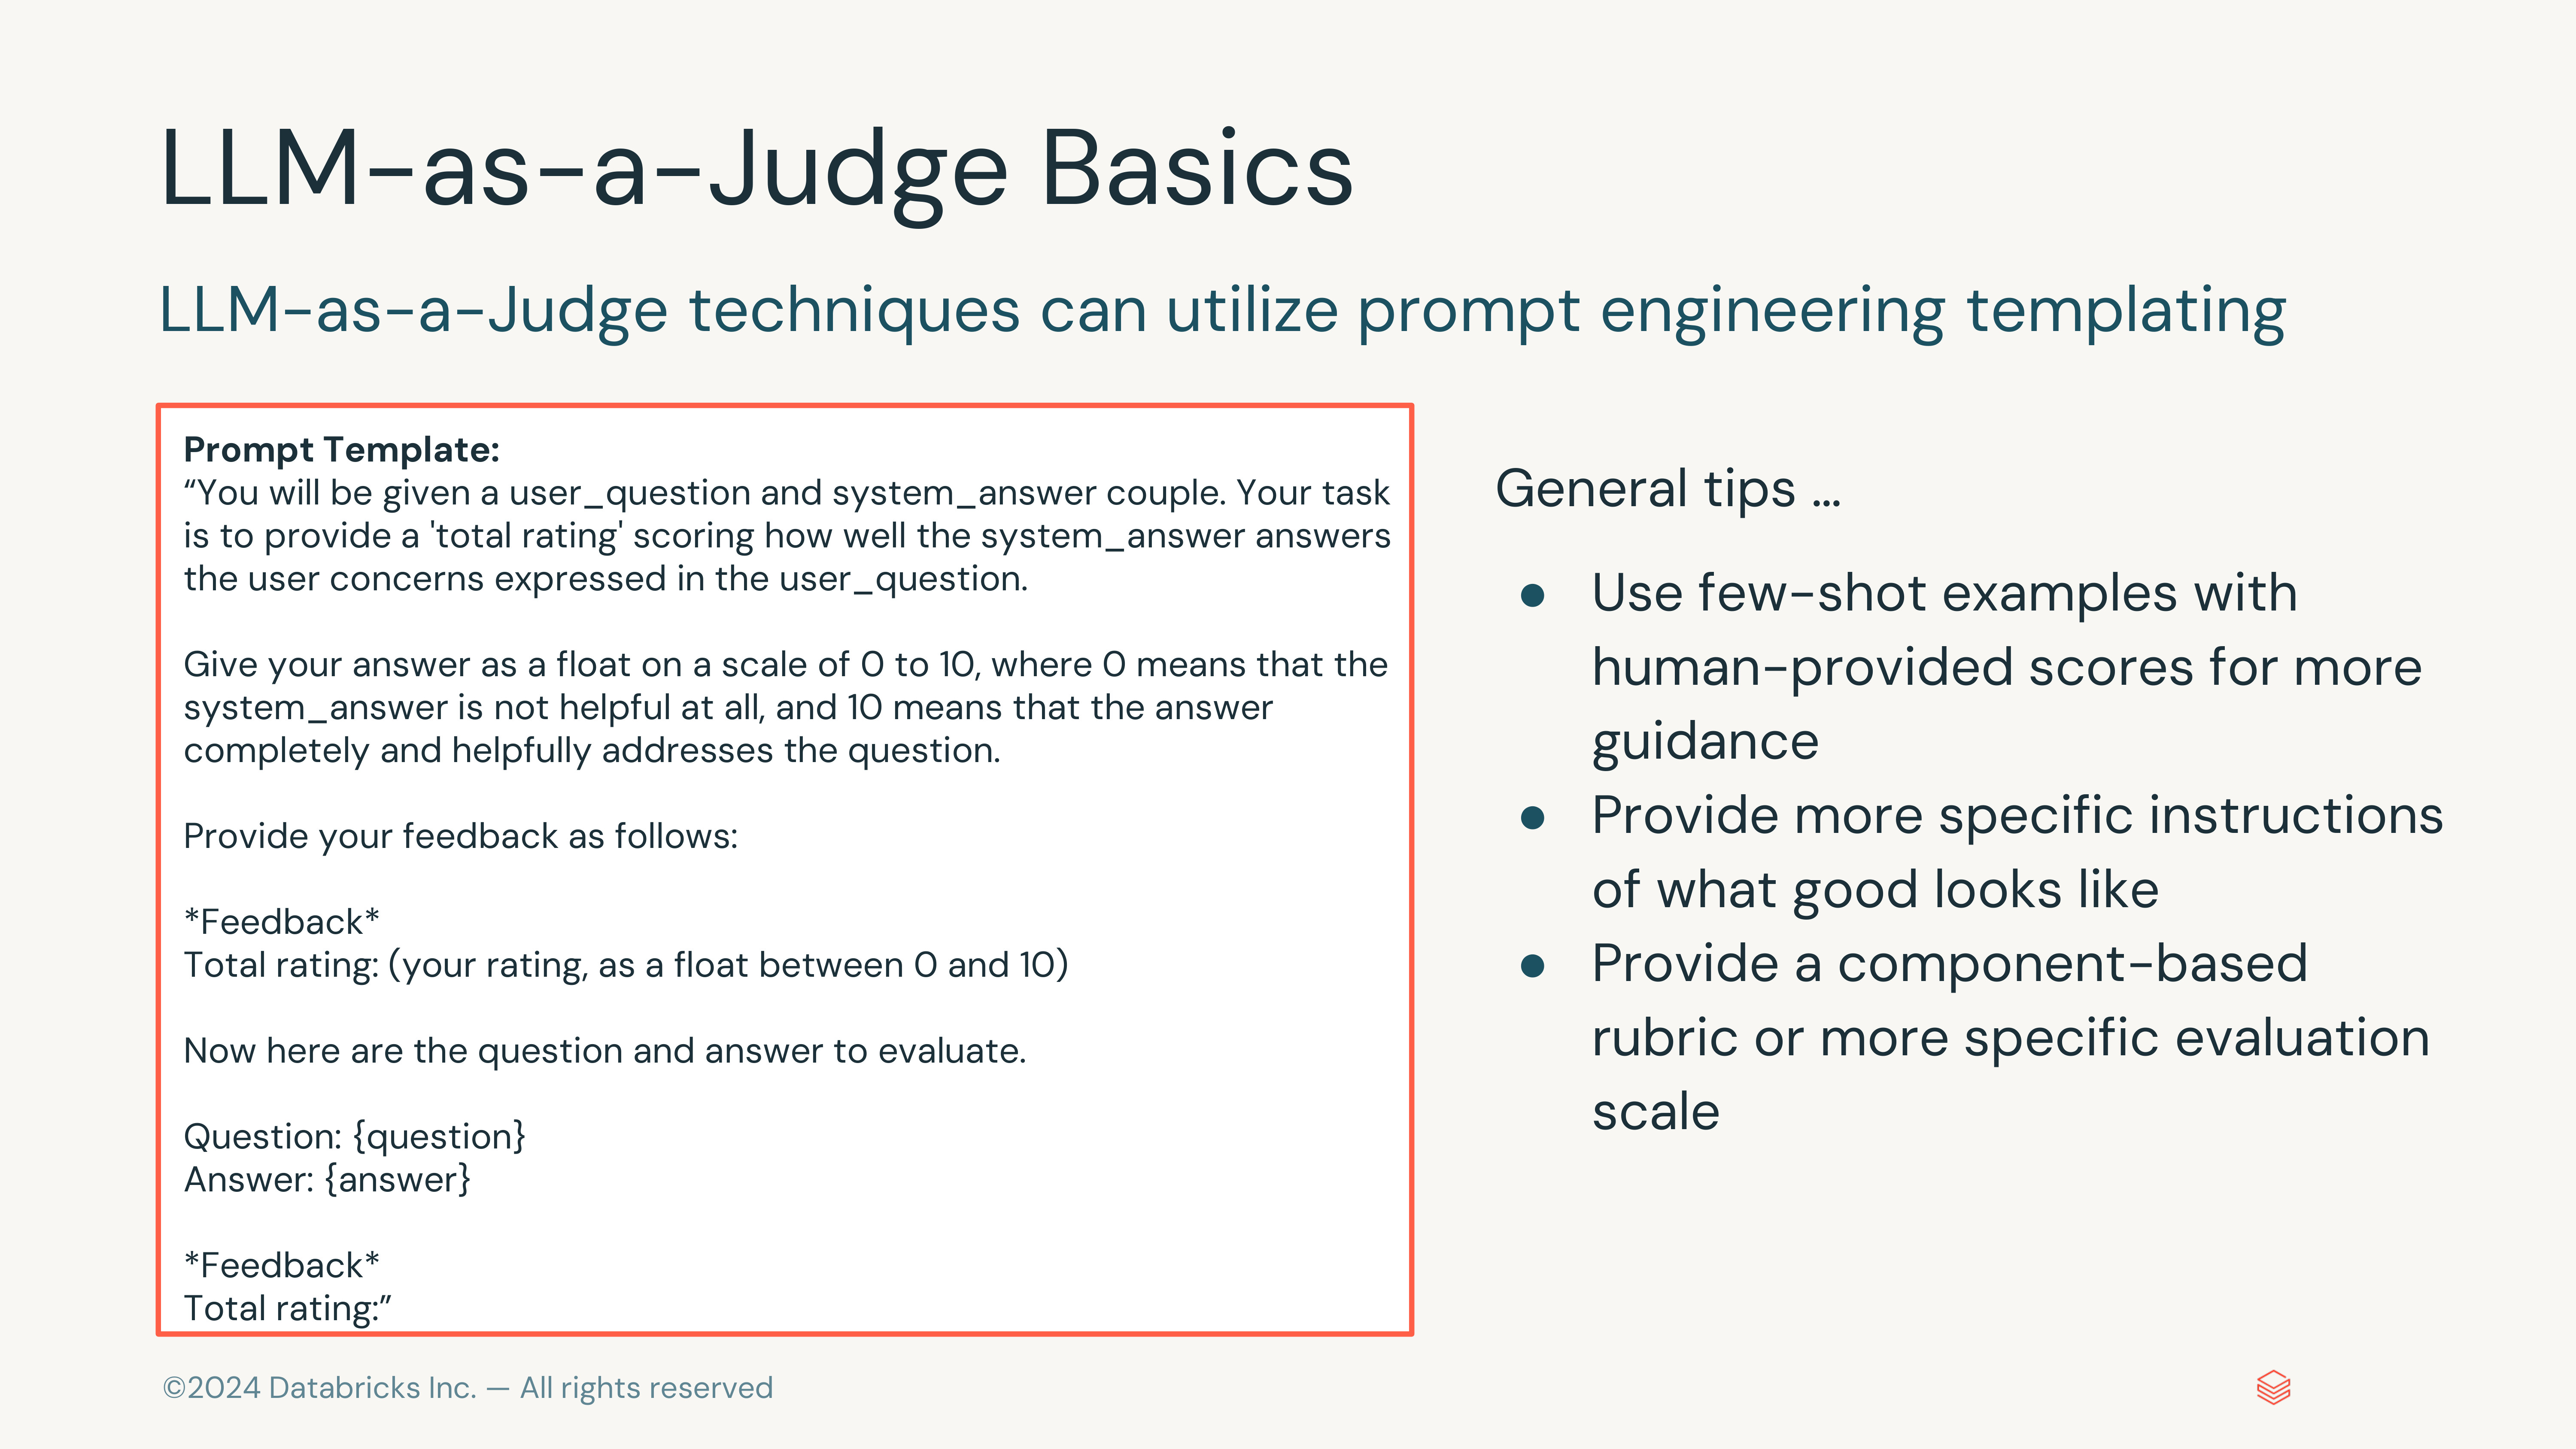 LLM-as-a-Judge Basics
LLM-as-a-Judge techniques can utilize prompt engineering templating
Prompt Template:
“You will be given a user_question and system_answer couple. Your task
is to provide a 'total rating' scoring how well the system_answer answers
the user concerns expressed in the user_question.
Give your answer as a float on a scale of 0 to 10, where 0 means that the
system_answer is not helpful at all, and 10 means that the answer
completely and helpfully addresses the question.
Provide your feedback as follows:
*Feedback*
Total rating: (your rating, as a float between 0 and 10)
Now here are the question and answer to evaluate.
Question: {question}
Answer: {answer}
*Feedback*
Total rating:”
General tips …
● Use few-shot examples with
human-provided scores for more
guidance
● Provide more specific instructions
of what good looks like
● Provide a component-based
rubric or more specific evaluation
scale
©2024 Databricks Inc. — All rights reserved